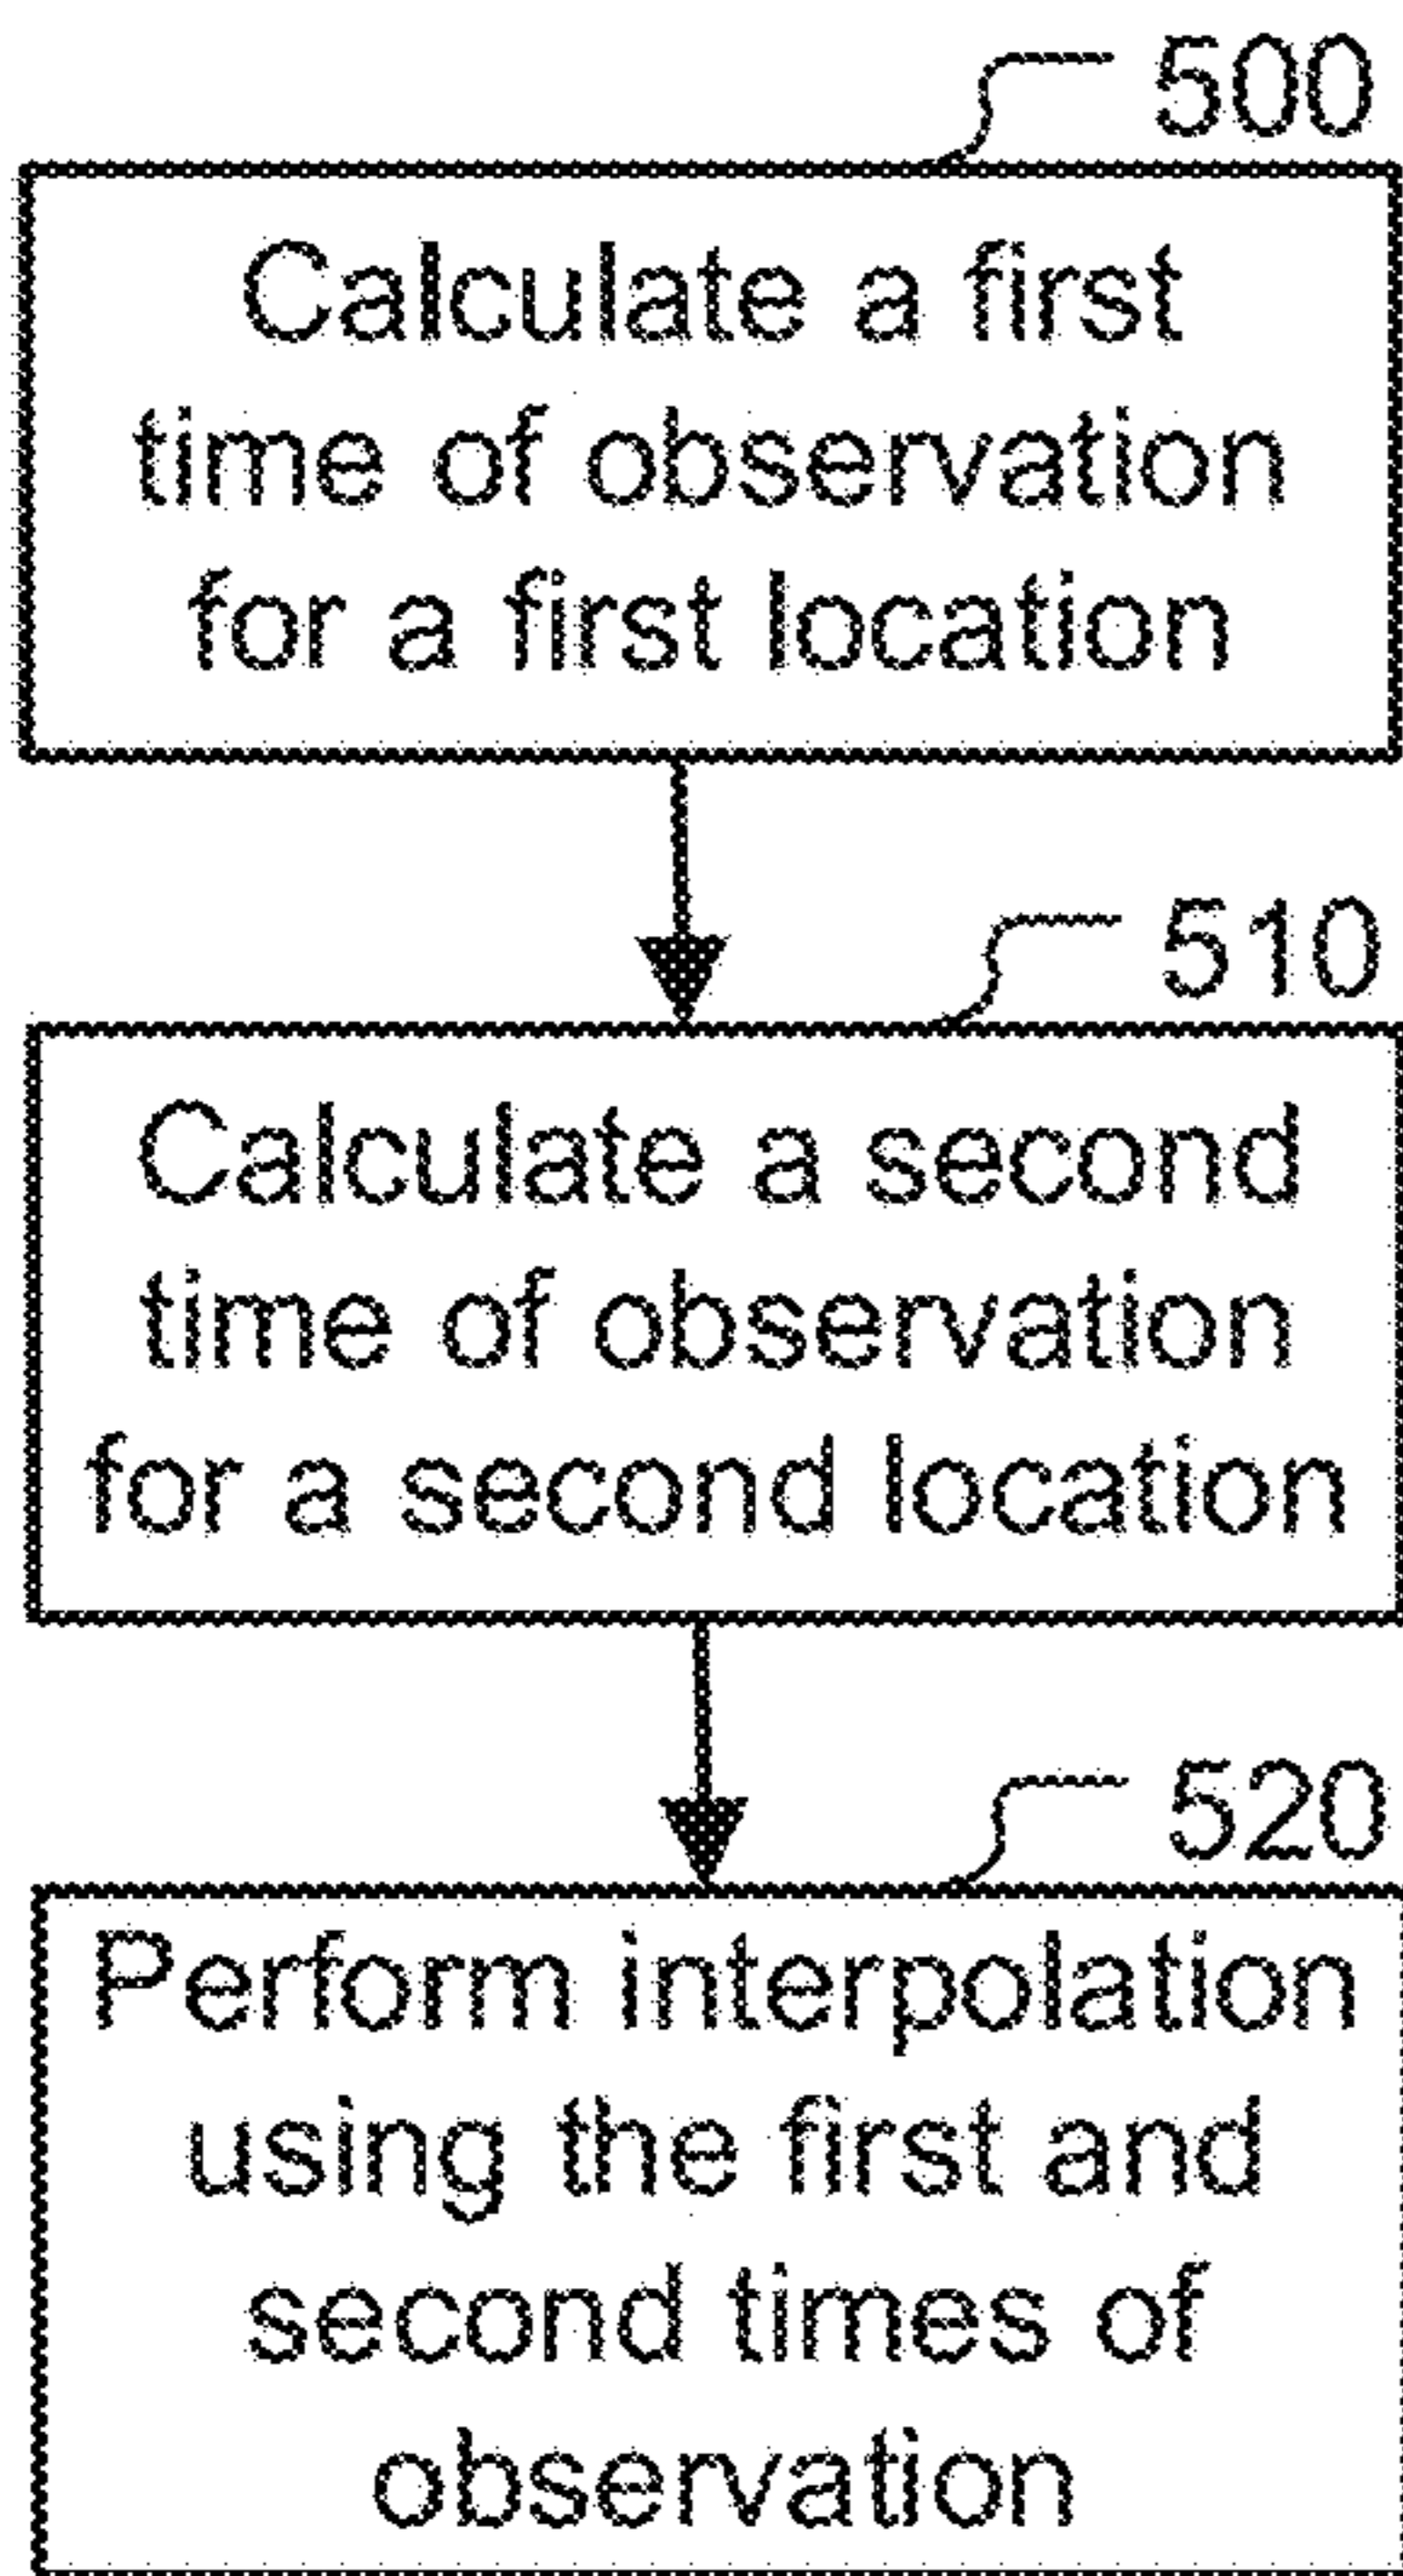 500
Calculate a first
time of observation
for a first location
510
Calculate a second
time of observation
for a second location
520
Perform interpolation
using the first and
second times of
observation